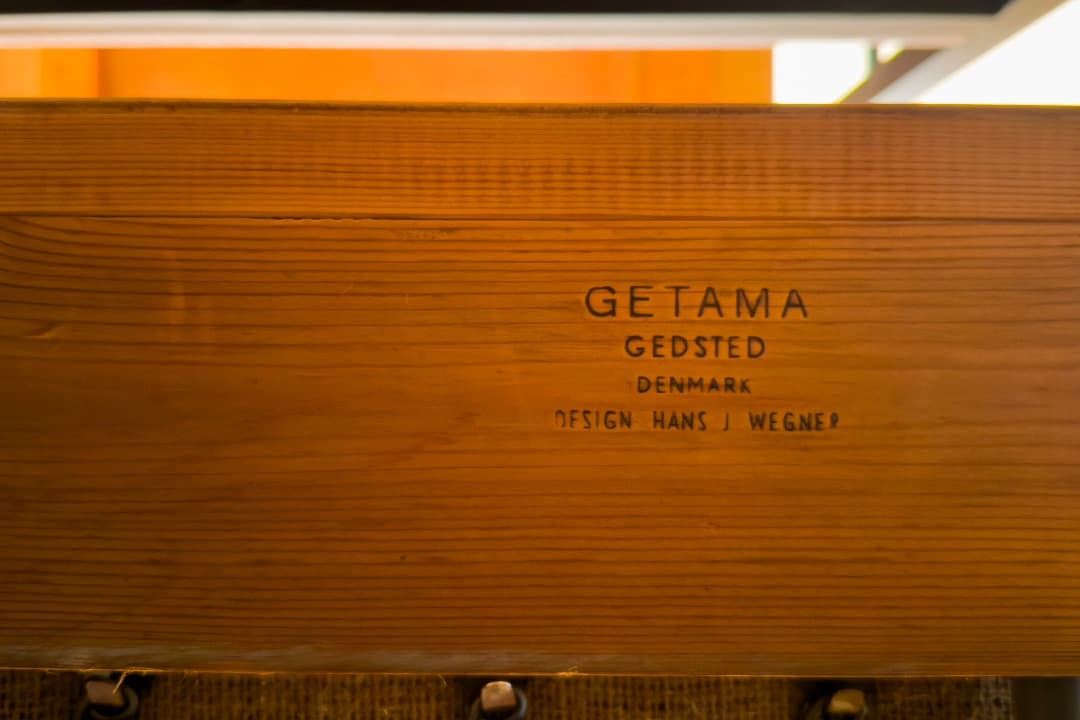 GETAMA
GEDSTED
DENMARK
DESIGN HANS J WEGNER